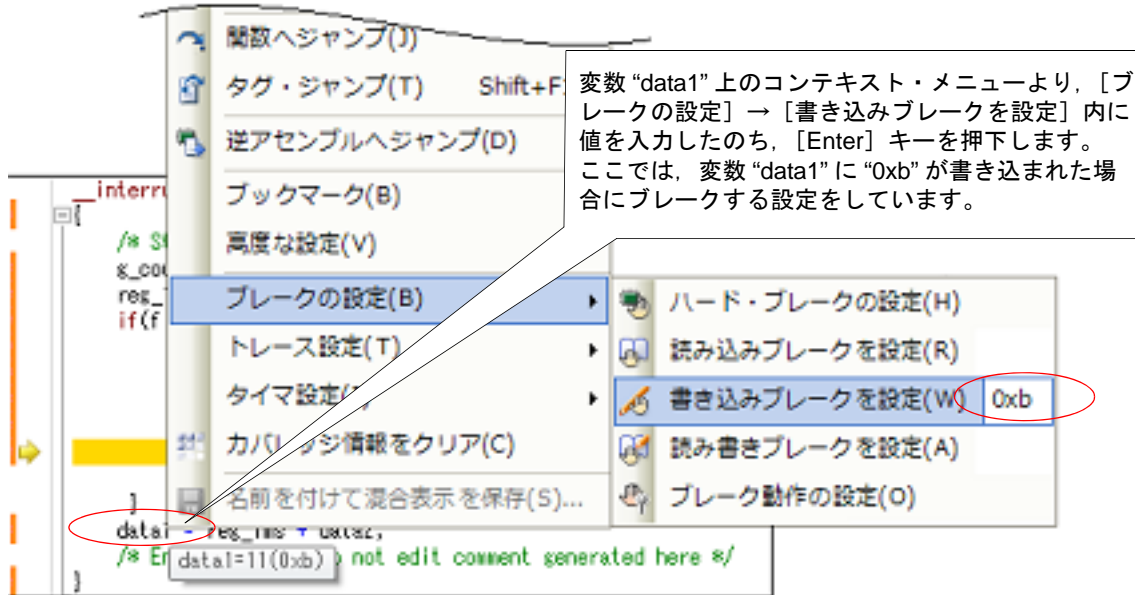 関数へジャンプ(J)
タグ・ジャンプ(T) Shift+F
逆アセンブルへジャンプ(D)
ブックマーク(B)
高度な設定(V)
ブレークの設定(B)
トレース設定(T)
タイマ設定
カバレッジ情報をクリア(C)
名前を付けて混合表示を保存(S)...
変数 “data1” 上のコンテキスト・メニューより，［ブ
レークの設定］→［書き込みブレークを設定］内に
値を入力したのち，［Enter］キーを押下します。
ここでは，変数 “data1” に “0xb” が書き込まれた場
合にブレークする設定をしています。
ハード・ブレークの設定(H)
読み込みブレークを設定(R)
書き込みブレークを設定(W) 0xb
読み書きブレークを設定(A)
ブレーク動作の設定(O)
__interru
{
/* St
g_cou
reg_
if(f
}
data1 = reg_tms + data2;
/* En not edit comment generated here */
data1=11(0xb)
}